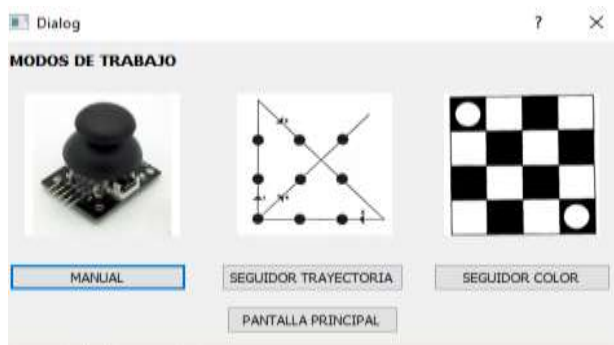 Dialog ?
MODOS DE TRABAJO
MANUAL SEGUIDOR TRAYECTORIA SEGUIDOR COLOR
PANTALLA PRINCIPAL